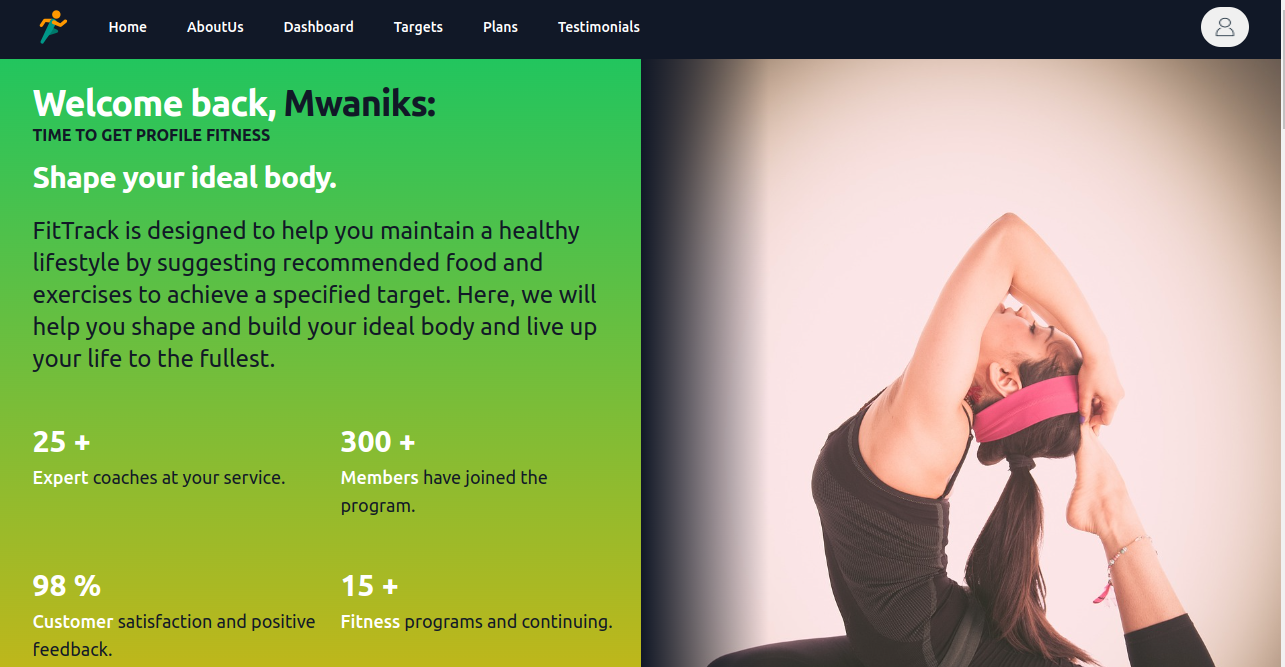 Home AboutUs Dashboard Targets Plans Testimonials
Welcome back, Mwaniks:
TIME TO GET PROFILE FITNESS
Shape your ideal body.
FitTrack is designed to help you maintain a healthy
lifestyle by suggesting recommended food and
exercises to achieve a specified target. Here, we will
help you shape and build your ideal body and live up
your life to the fullest.
25 +
Expert coaches at your service.
300 +
Members have joined the
program.
98 %
Customer satisfaction and positive
feedback.
15 +
Fitness programs and continuing.